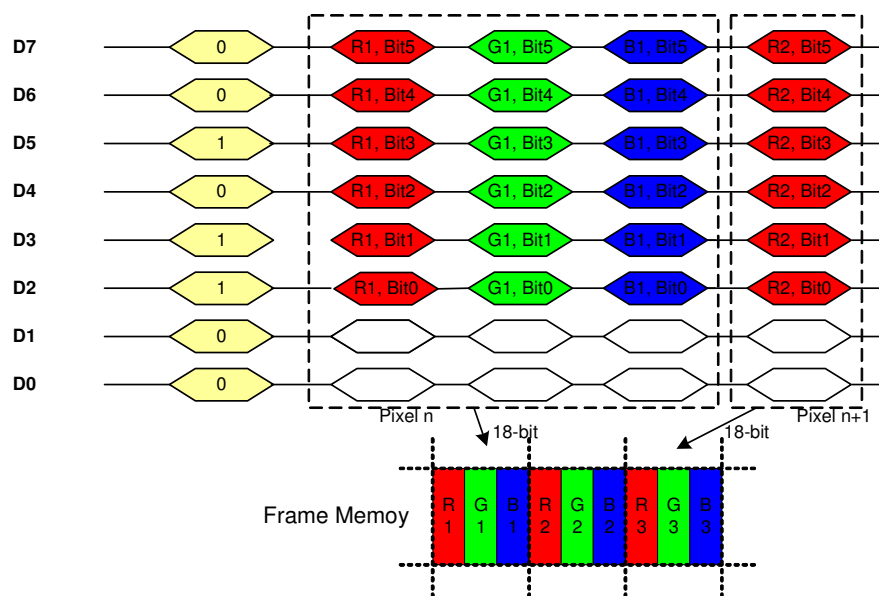 D7 0 R1, Bit5 G1, Bit5 B1, Bit5 R2, Bit5
D6 0 R1, Bit4 G1, Bit4 B1, Bit4 R2, Bit4
D5 1 R1, Bit3 G1, Bit3 B1, Bit3 R2, Bit3
D4 0 R1, Bit2 G1, Bit2 B1, Bit2 R2, Bit2
D3 1 R1, Bit1 G1, Bit1 B1, Bit1 R2, Bit1
D2 1 R1, Bit0 G1, Bit0 B1, Bit0 R2, Bit0
D1 0
D0 0
Pixel n Pixel n+1
18-bit 18-bit
Frame Memoy
R G B R G B R G B
1 1 1 2 2 2 3 3 3